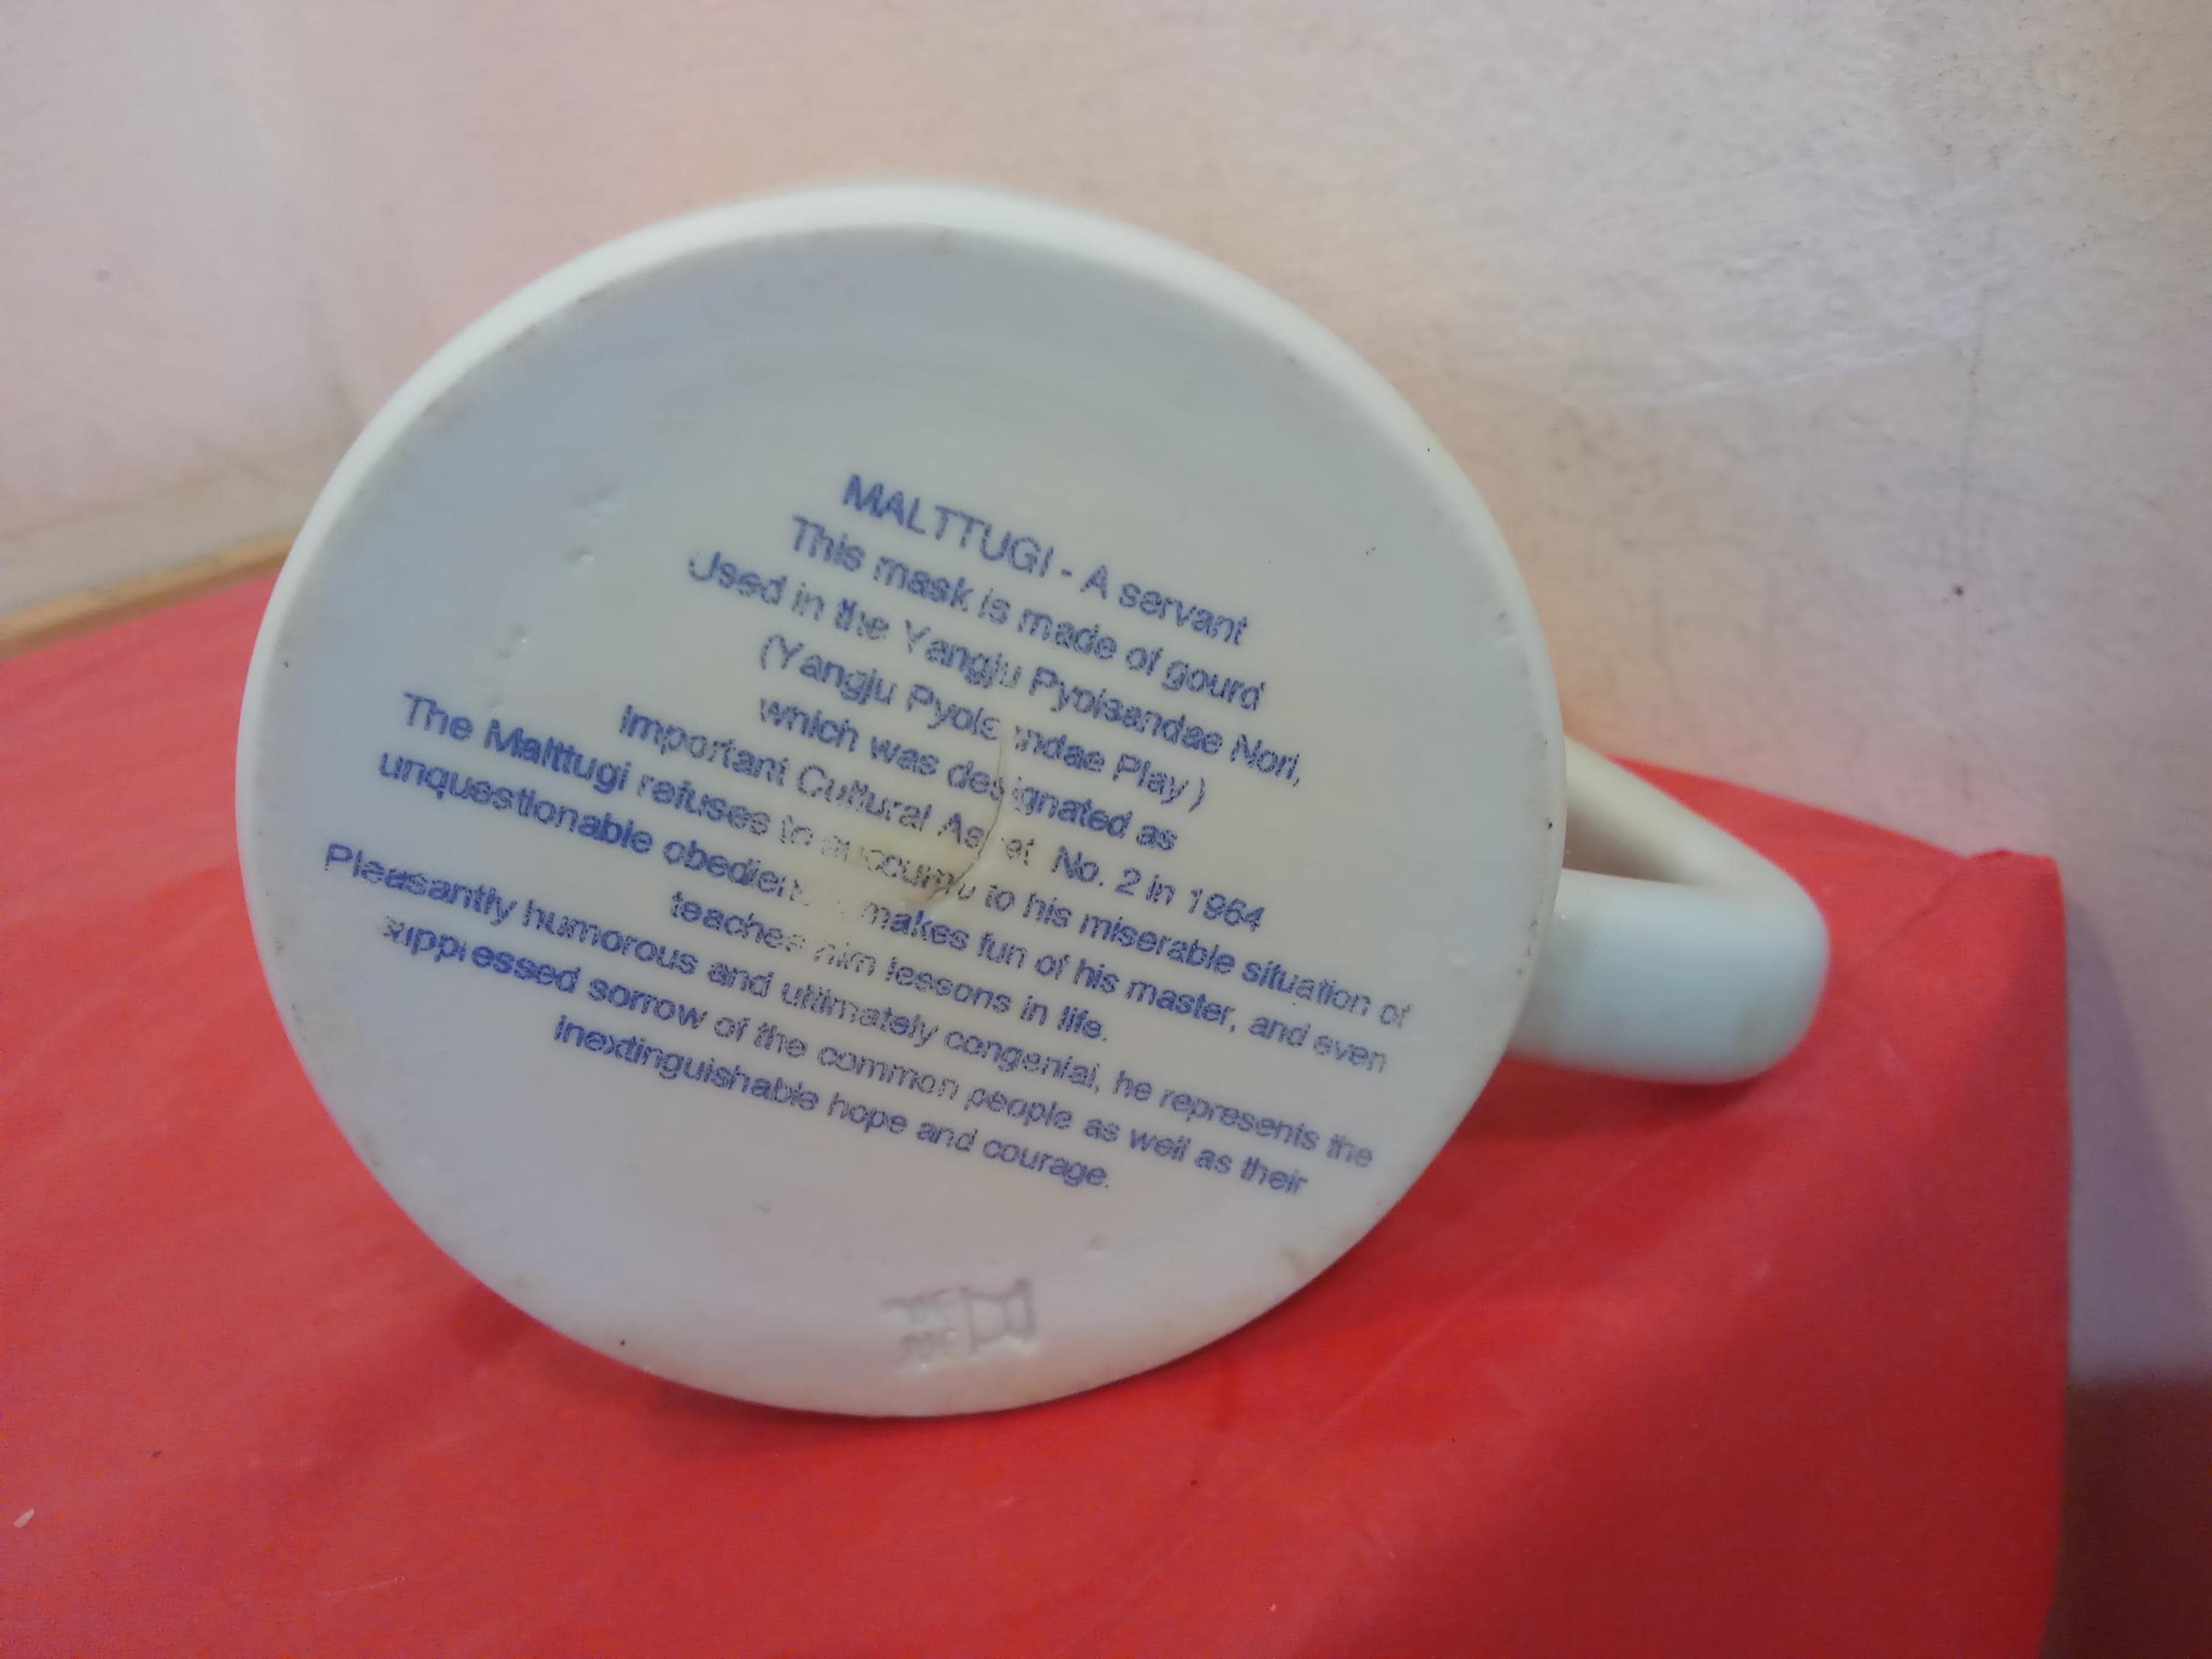 MALTTUGI - A servant
This mask is made of gourd
Used in the Yangju Pyolsandae Nori,
(Yangju Pyolsandae Play)
which was designated as
Important Cultural Asset No. 2 in 1964
The Malttugi refuses to succumb to his miserable situation of
unquestionable obedien makes fun of his master, and even
teaches him lessons in life.
Pleasantly humorous and ultimately congenial, he represents the
suppressed sorrow of the common people as well as their
inextinguishable hope and courage.